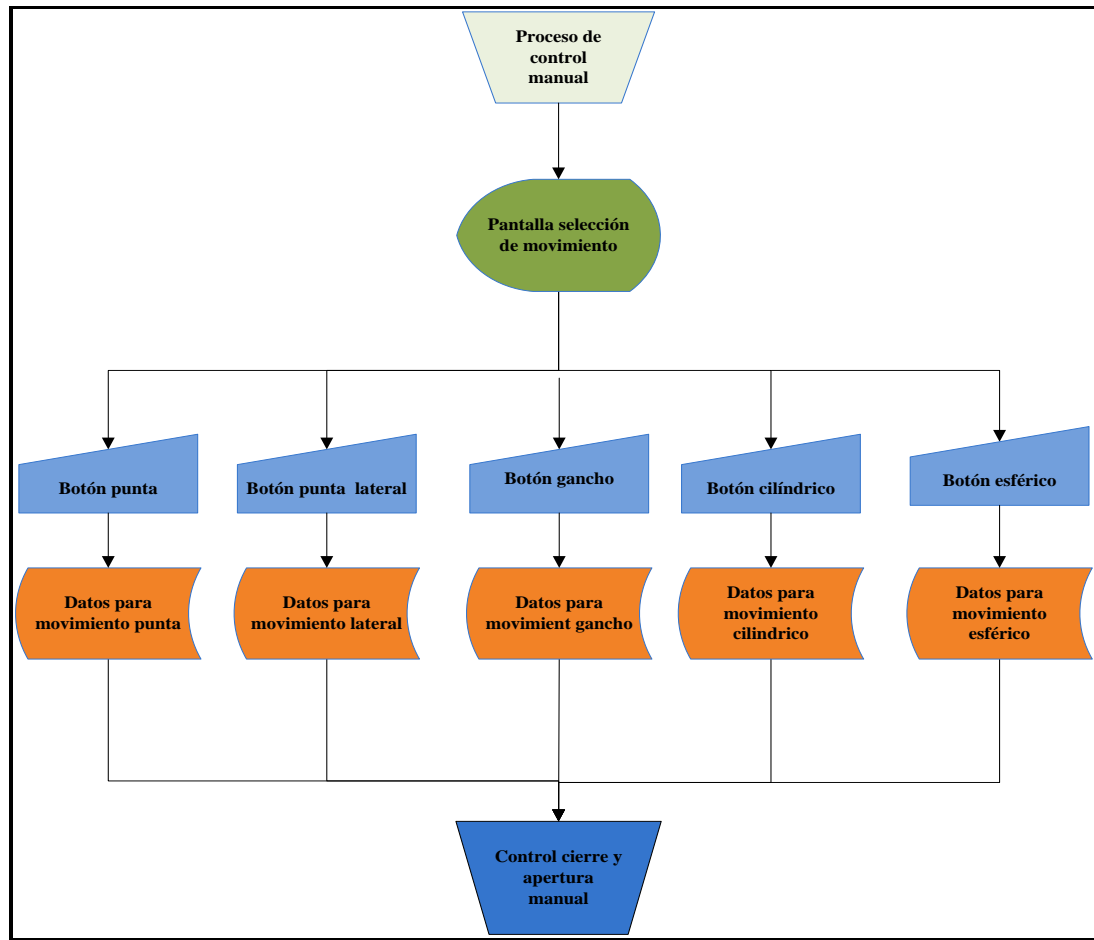 Proceso de
control
manual
Pantalla selección
de movimiento
Botón punta
Botón punta  lateral
Botón gancho
Botón cilíndrico
Botón esférico
Datos para
movimiento punta
Datos para
movimiento lateral
Datos para
movimient gancho
Datos para
movimiento
cilindrico
Datos para
movimiento
esférico
Control cierre y
apertura
manual